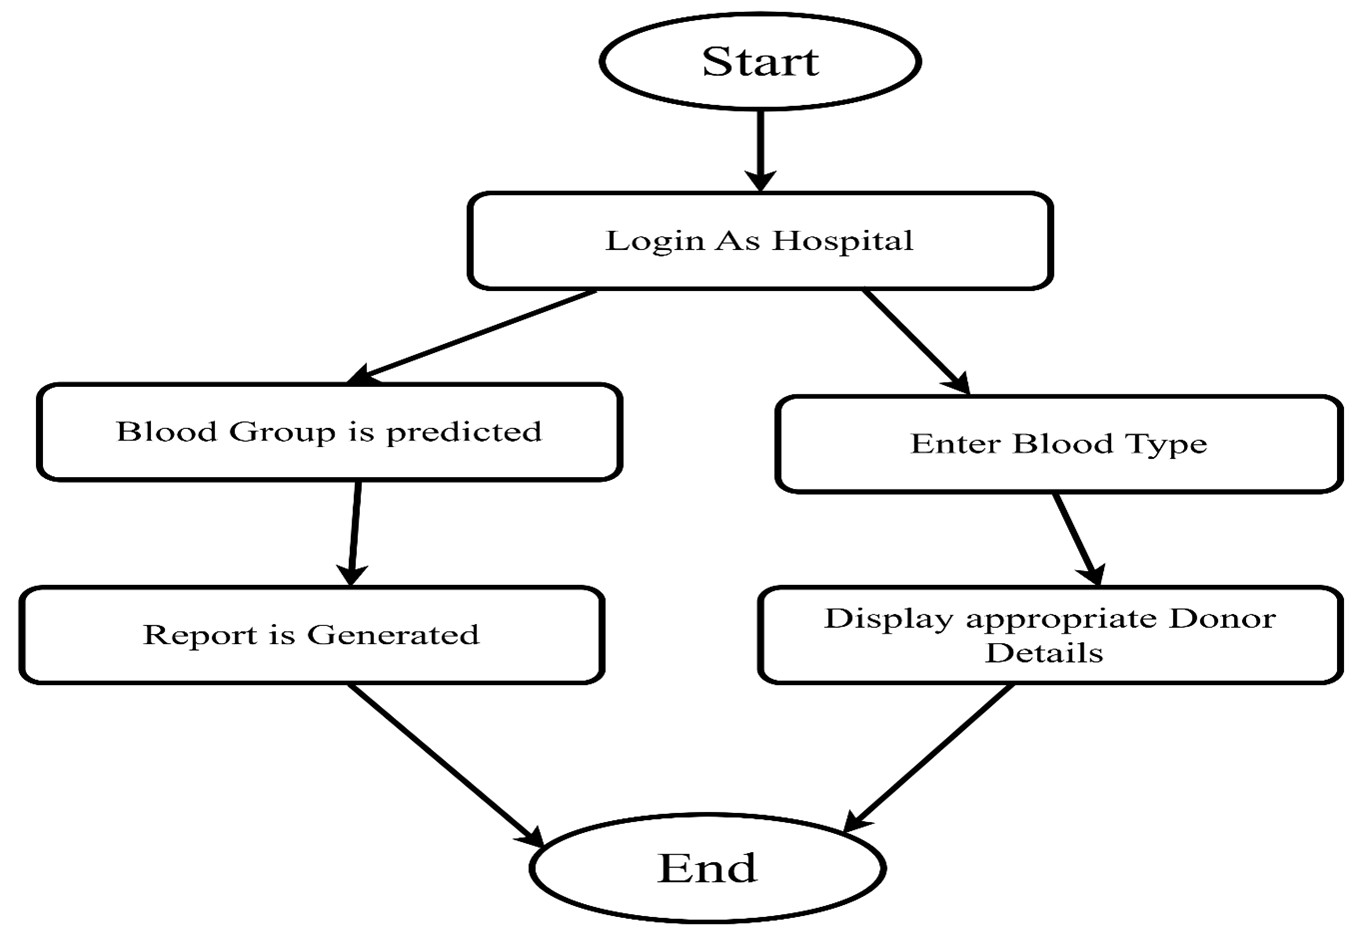 Start
Login As Hospital
Blood Group is predicted
Enter Blood Type
Report is Generated
Display appropriate Donor
Details
End